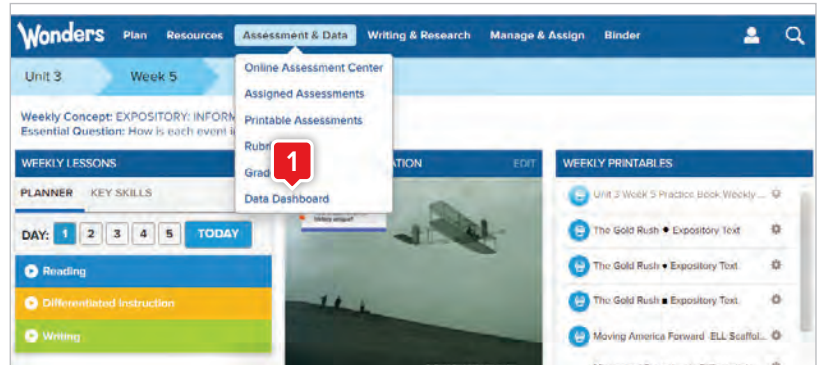 Wonders Plan Resources Assessment & Data Writing & Research Manage & Assign Binder
Unit 3 Week 5
Online Assessment Center
Assigned Assessments
Printable Assessments
Data Dashboard
1
Weekly Concept: EXPOSITORY:
Essential Question: How is each event
WEEKLY LESSONS
EDIT
WEEKLY PRINTABLES
PLANNER KEY SKILLS
DAY: 1 2 3 4 5 TODAY
Reading
Differentiated Instruction
Writing
Unit 3 Week 5 Practice Book Weekly ...
The Gold Rush ♦ Expository Text
The Gold Rush • Expository Text
The Gold Rush ■ Expository Text
Moving America Forward ELL Scaffol...